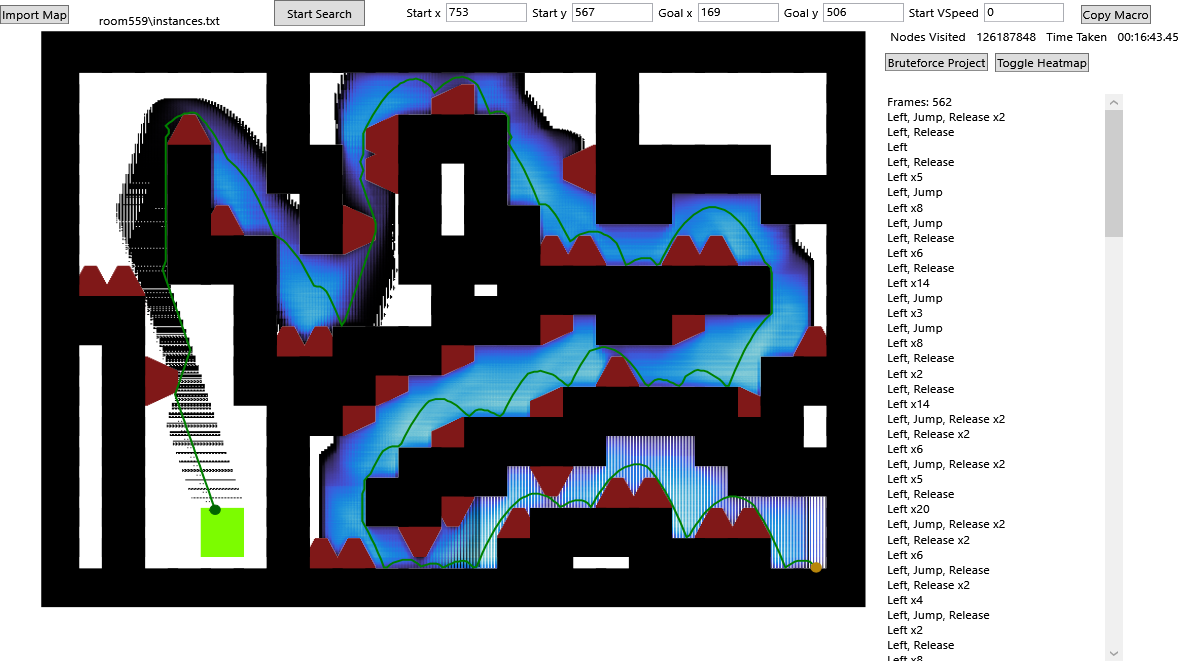 Import Map
room559\instances.txt
Start Search
Start x 753 Start y 567 Goal x 169 Goal y 506 Start VSpeed 0
Copy Macro
Nodes Visited 126187848 Time Taken 00:16:43.45
Bruteforce Project Toggle Heatmap
Frames: 562
Left, Jump, Release x2
Left, Release
Left
Left, Release
Left x5
Left, Jump
Left x8
Left, Jump
Left, Release
Left x6
Left, Release
Left x14
Left, Jump
Left x3
Left, Jump
Left x8
Left, Release
Left x2
Left, Release
Left x14
Left, Jump, Release x2
Left, Release x2
Left x6
Left, Jump, Release x2
Left x5
Left, Release
Left x20
Left, Jump, Release x2
Left, Release x2
Left x6
Left, Jump, Release
Left, Release x2
Left x4
Left, Jump, Release
Left x2
Left, Release
Left x8